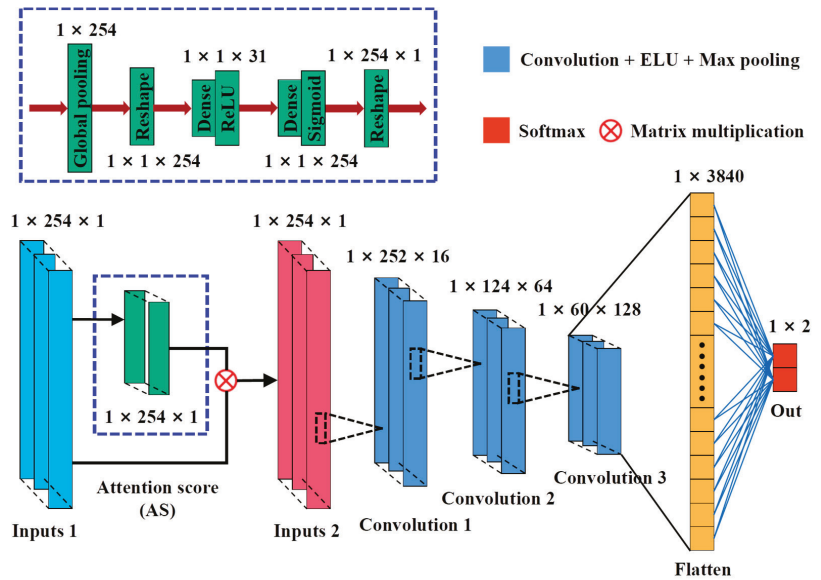 1 × 254
1 × 1 × 31
1 × 254 × 1
Global pooling
Reshape
Dense
ReLU
Dense
Sigmoid
Reshape
1 × 1 × 254
1 × 1 × 254
Convolution + ELU + Max pooling
Softmax
Matrix multiplication
1 × 254 × 1
1 × 254 × 1
Attention score
(AS)
Inputs 1
1 × 254 × 1
Inputs 2
1 × 252 × 16
Convolution 1
1 × 124 × 64
Convolution 2
1 × 60 × 128
Convolution 3
1 × 3840
Flatten
1 × 2
Out